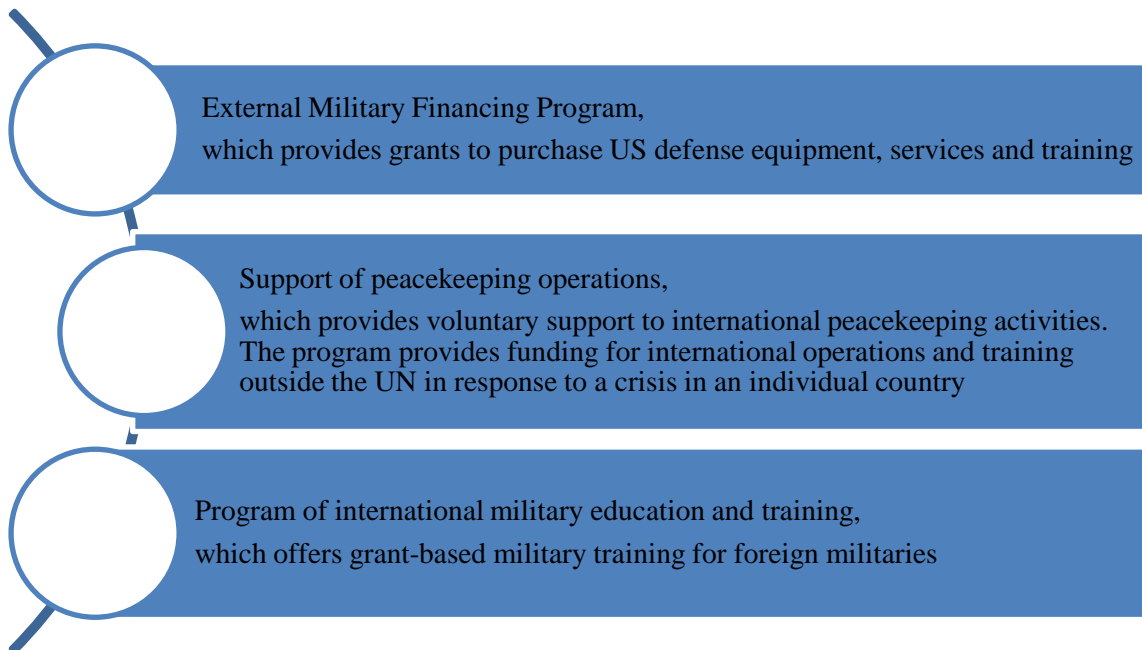 External Military Financing Program,
which provides grants to purchase US defense equipment, services and training
Support of peacekeeping operations,
which provides voluntary support to international peacekeeping activities.
The program provides funding for international operations and training
outside the UN in response to a crisis in an individual country
Program of international military education and training,
which offers grant-based military training for foreign militaries